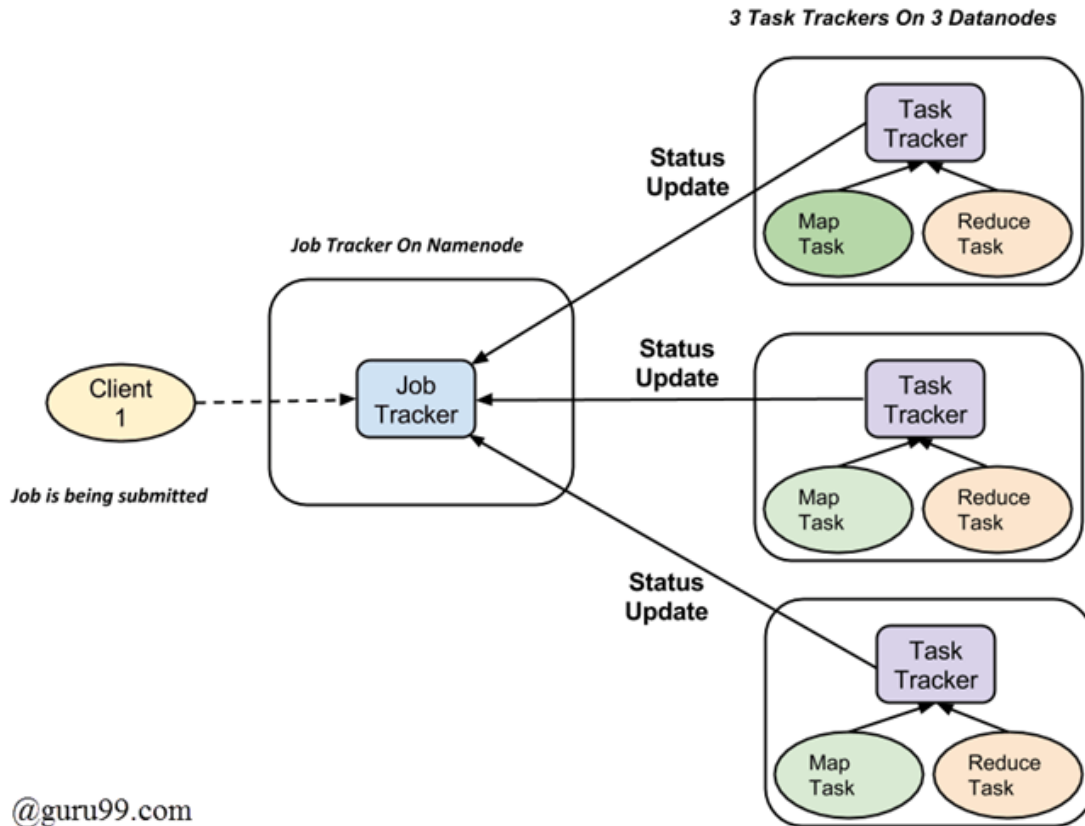 3 Task Trackers On 3 Datanodes
Task
Tracker
Status
Update
Map
Task
Reduce
Task
Job Tracker On Namenode
Status
Update
Task
Tracker
Client
1
Job
Tracker
Job is being submitted
Map
Task
Reduce
Task
Status
Update
Task
Tracker
Map
Task
Reduce
Task
@guru99.com